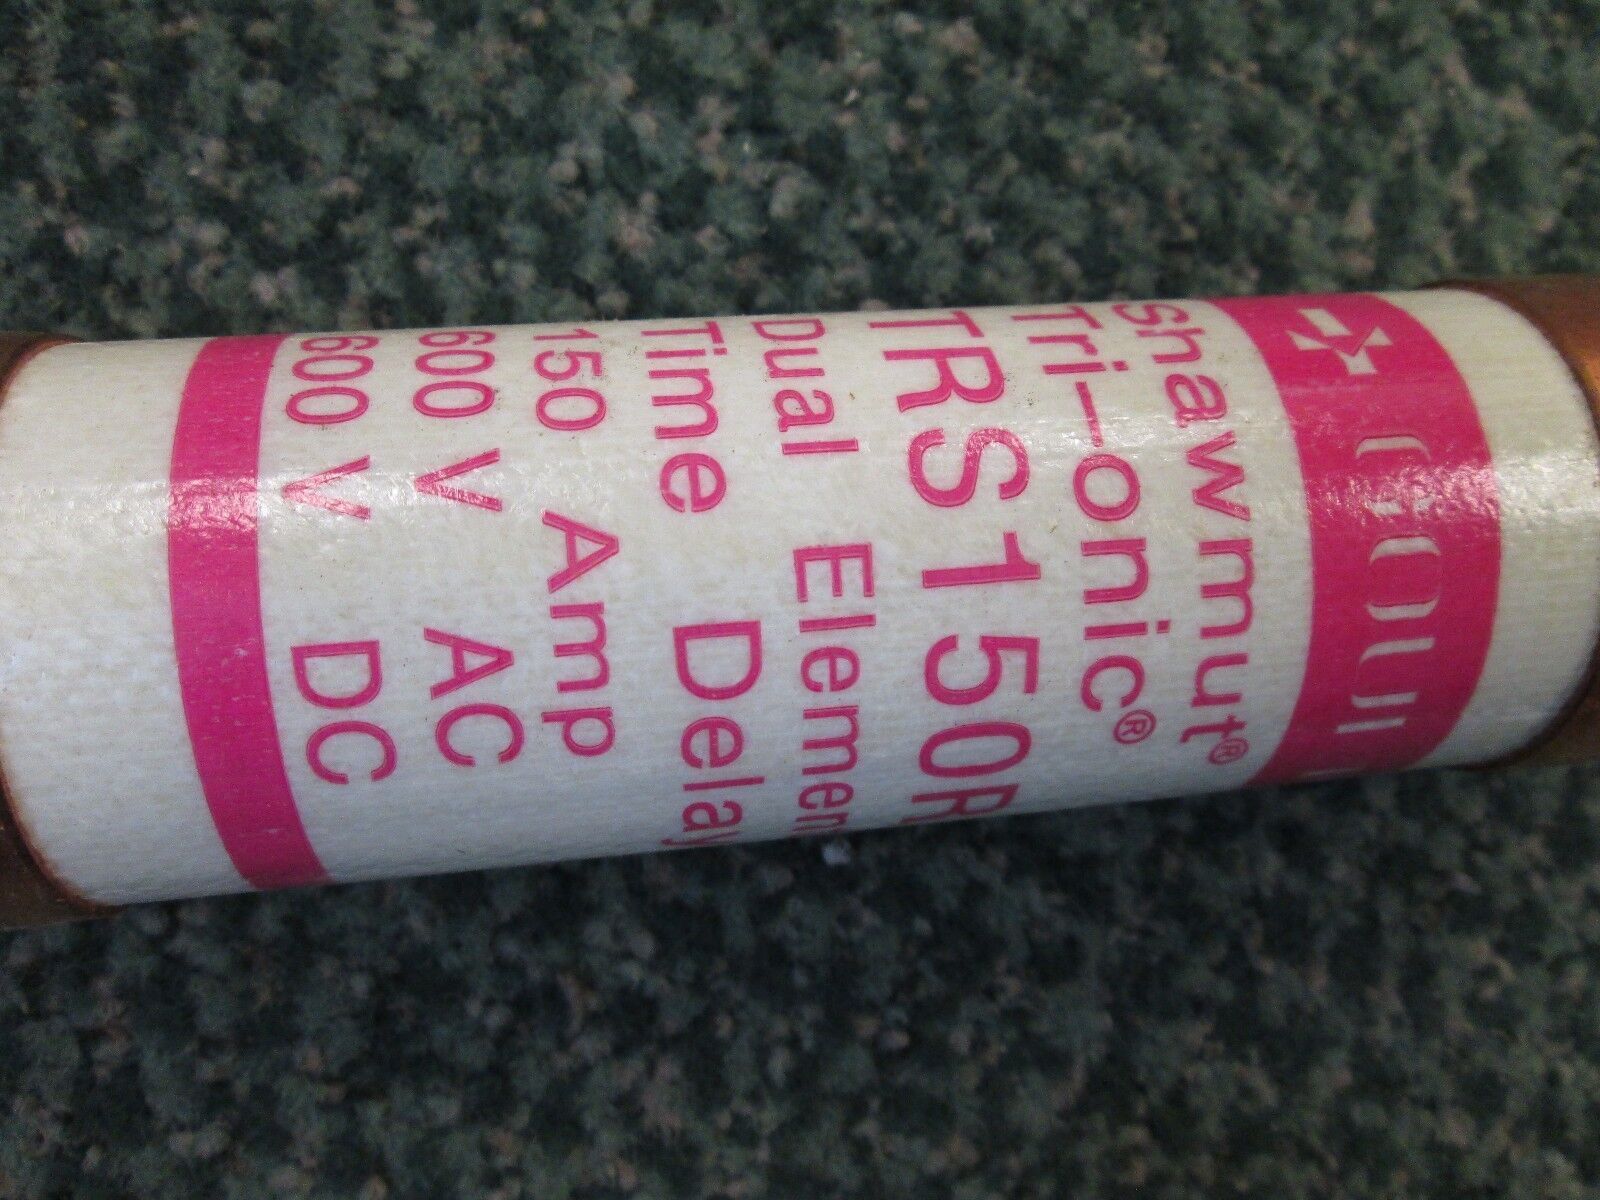 Shawmut®
Tri-onic®
TRS150R
Dual Element
Time Delay
150 Amp
600 V AC
600 V DC